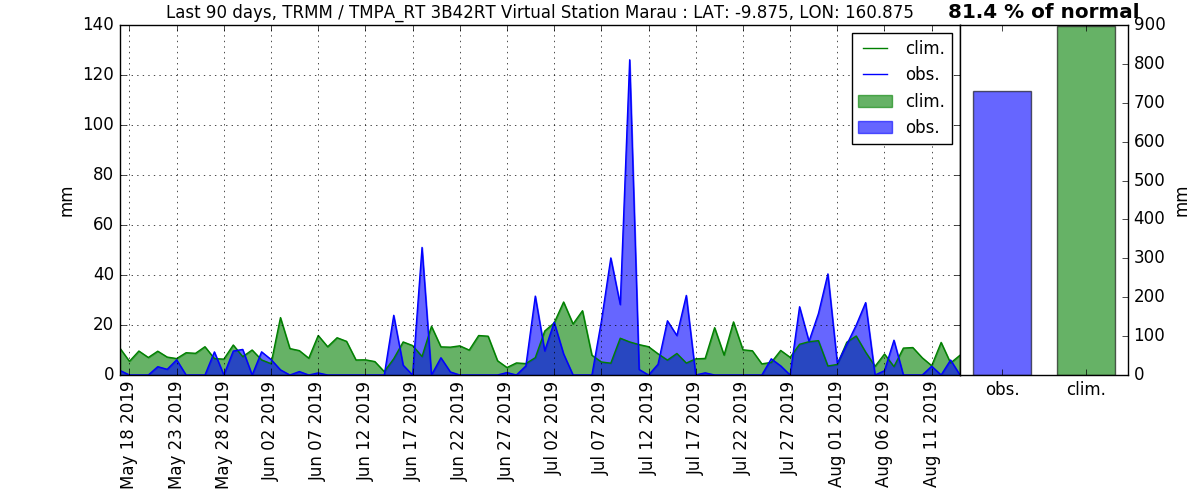 Last 90 days, TRMM / TMPA_RT 3B42RT Virtual Station Marau : LAT: -9.875, LON: 160.875
81.4 % of normal
140
120
100
80
60
40
20
0
mm
clim.
obs.
clim.
obs.
900
800
700
600
500
400
300
200
100
0
mm
May 18 2019
May 23 2019
May 28 2019
Jun 02 2019
Jun 07 2019
Jun 12 2019
Jun 17 2019
Jun 22 2019
Jun 27 2019
Jul 02 2019
Jul 07 2019
Jul 12 2019
Jul 17 2019
Jul 22 2019
Jul 27 2019
Aug 01 2019
Aug 06 2019
Aug 11 2019
obs.
clim.